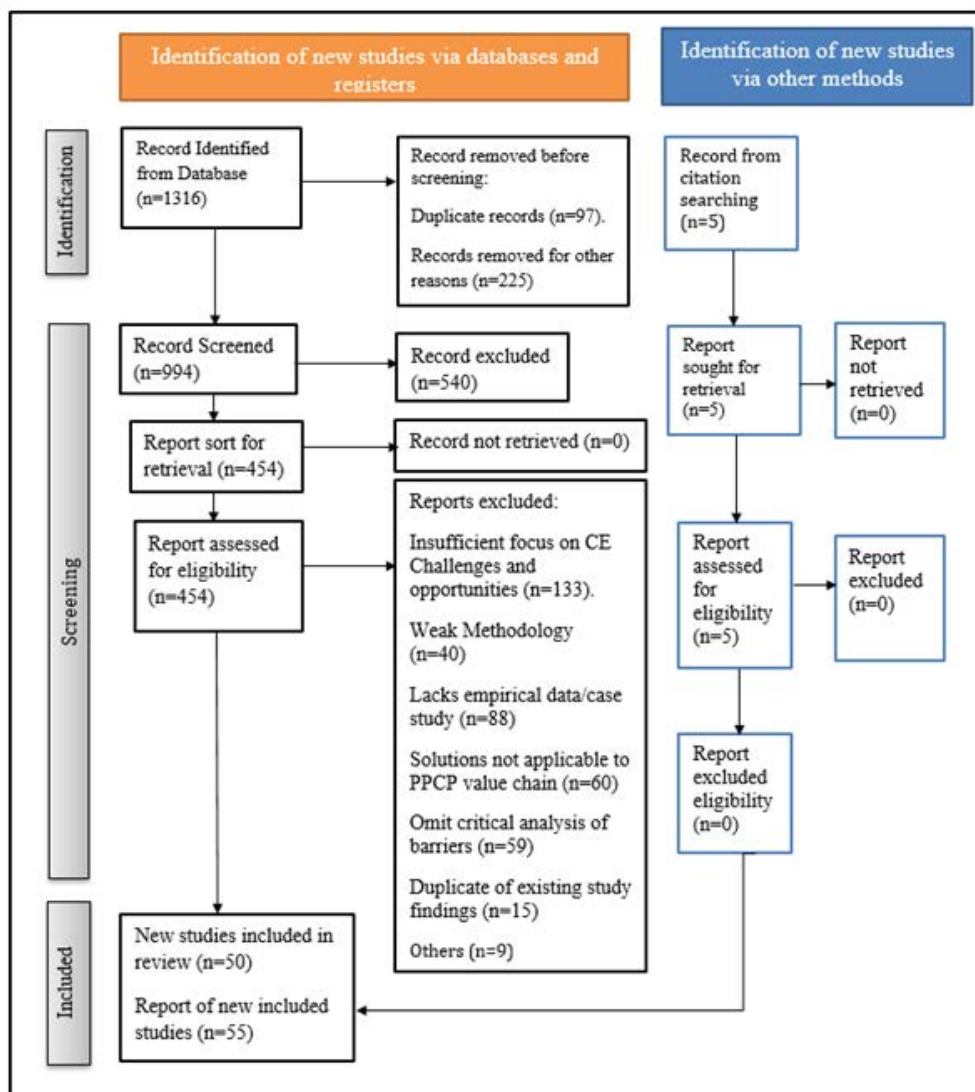 Identification of new studies via databases and
registers
Identification of new studies
via other methods
Identification
Record Identified
from Database
(n=1316)
Record removed before
screening:
Duplicate records (n=97).
Records removed for other
reasons (n=225)
Record from
citation
searching
(n=5)
Screening
Record Screened
(n=994)
Record excluded
(n=540)
Report
sought for
retrieval
(n=5)
Report
not
retrieved
(n=0)
Report sort for
retrieval (n=454)
Record not retrieved (n=0)
Report assessed
for eligibility
(n=454)
Reports excluded:
Insufficient focus on CE
Challenges and
opportunities (n=133).
Weak Methodology
(n=40)
Lacks empirical data/case
study (n=88)
Solutions not applicable to
PPCP value chain (n=60)
Omit critical analysis of
barriers (n=59)
Duplicate of existing study
findings (n=15)
Others (n=9)
Report
assessed
for
eligibility
(n=5)
Report
excluded
(n=0)
Report
excluded
eligibility
(n=0)
Included
New studies included in
review (n=50)
Report of new included
studies (n=55)